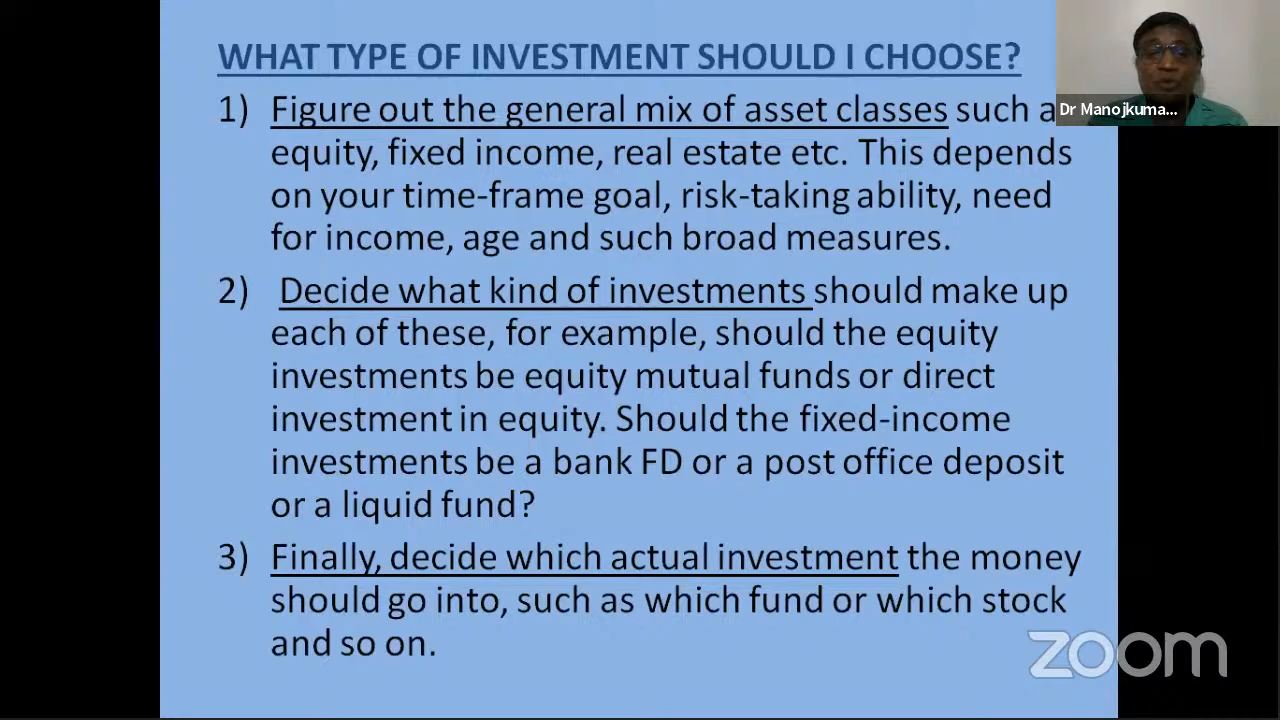 WHAT TYPE OF INVESTMENT SHOULD I CHOOSE?
1) Figure out the general mix of asset classes such a
equity, fixed income, real estate etc. This depends
on your time-frame goal, risk-taking ability, need
for income, age and such broad measures.
2) Decide what kind of investments should make up
each of these, for example, should the equity
investments be equity mutual funds or direct
investment in equity. Should the fixed-income
investments be a bank FD or a post office deposit
or a liquid fund?
3) Finally, decide which actual investment the money
should go into, such as which fund or which stock
and so on.
Dr Manojkuma...
zoom